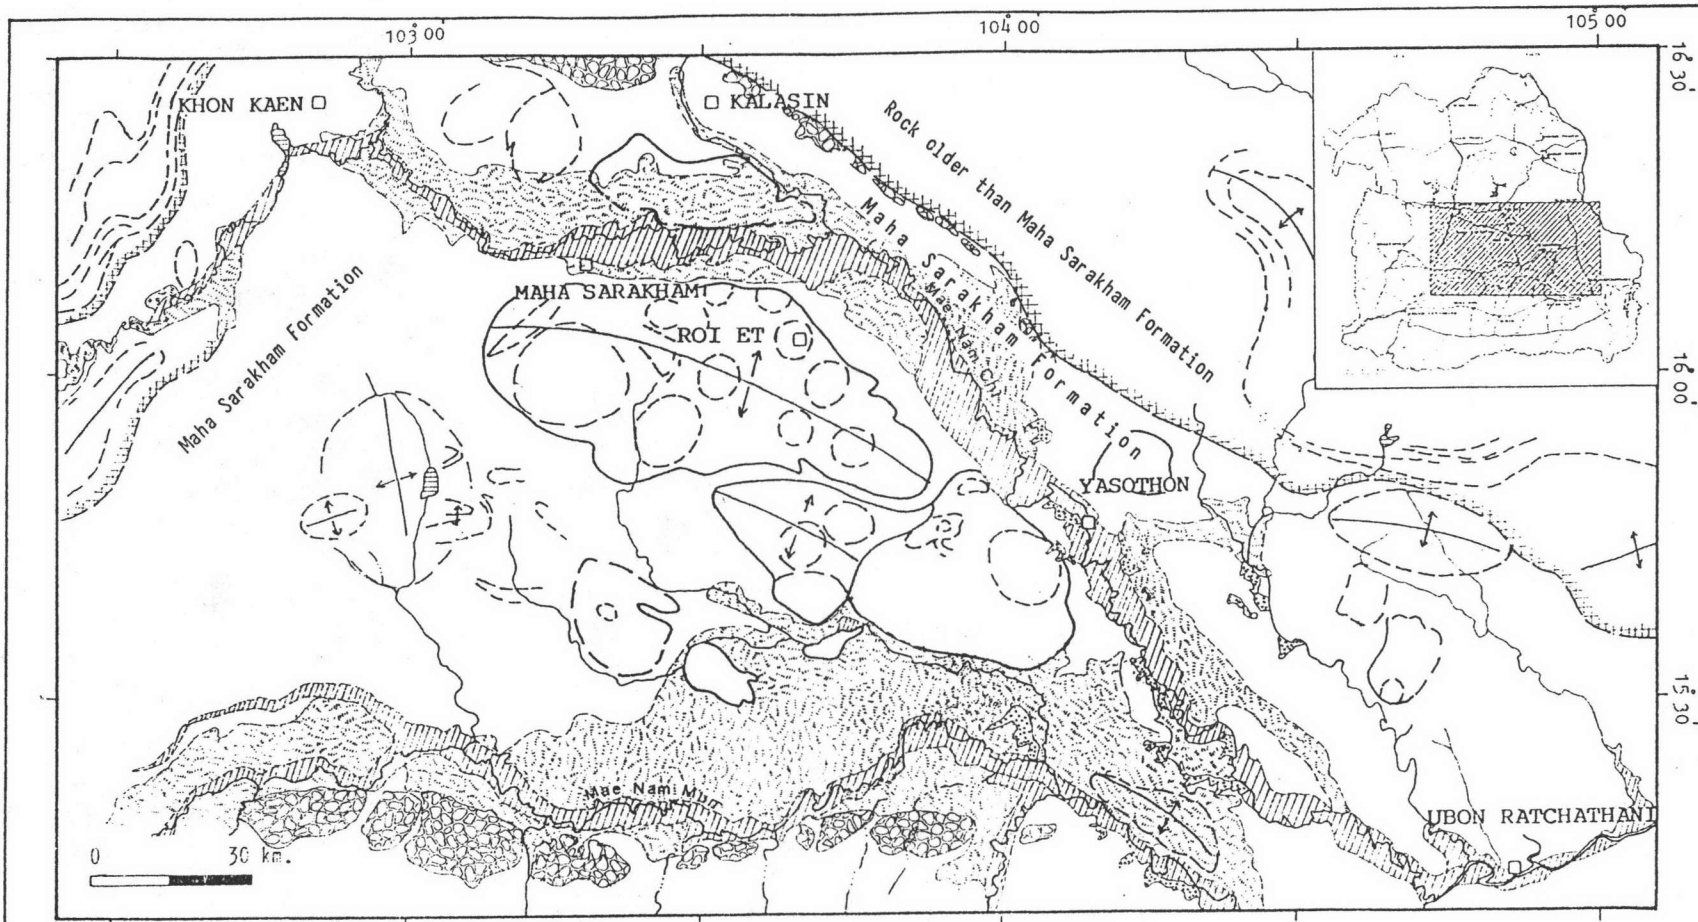 103°00
104°00
105°00
16°30'
KHON KAEN
KALASIN
Rock older than Maha Sarakham Formation
Maha Sarakham Formation
Mae Nam Chi
MAHA SARAKHAM
ROI ET
16°00'
Maha Sarakham Formation
YASOTHON
15°30'
Mae Nam Mun
UBON RATCHATHANI
0 30 km.